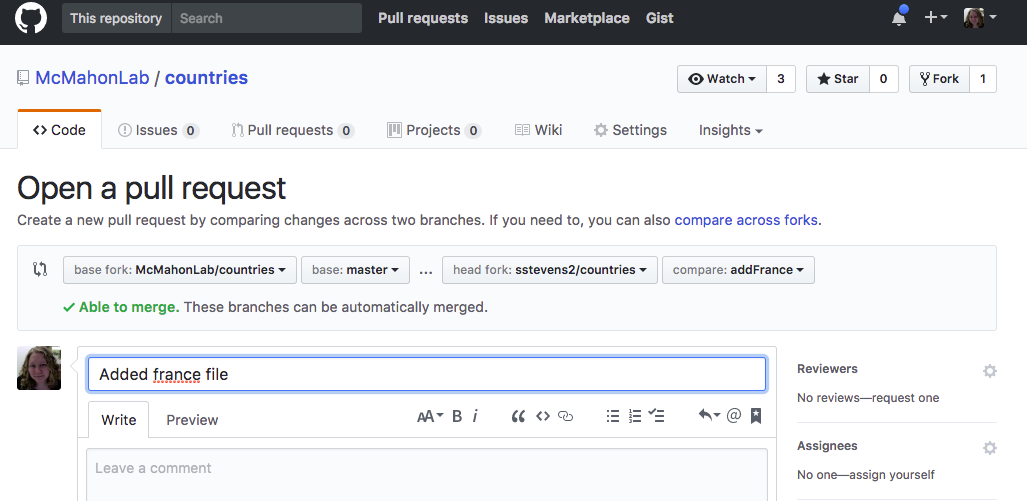 This repository Search Pull requests Issues Marketplace Gist
McMahonLab / countries Watch 3 Star 0 Fork 1
Code Issues 0 Pull requests 0 Projects 0 Wiki Settings Insights
Open a pull request
Create a new pull request by comparing changes across two branches. If you need to, you can also compare across forks.
base fork: McMahonLab/countries base: master ... head fork: sstevens2/countries compare: addFrance
Able to merge. These branches can be automatically merged.
Added france file
Reviewers
No reviews—request one
Write Preview AA B i @
Assignees
Leave a comment
No one—assign yourself